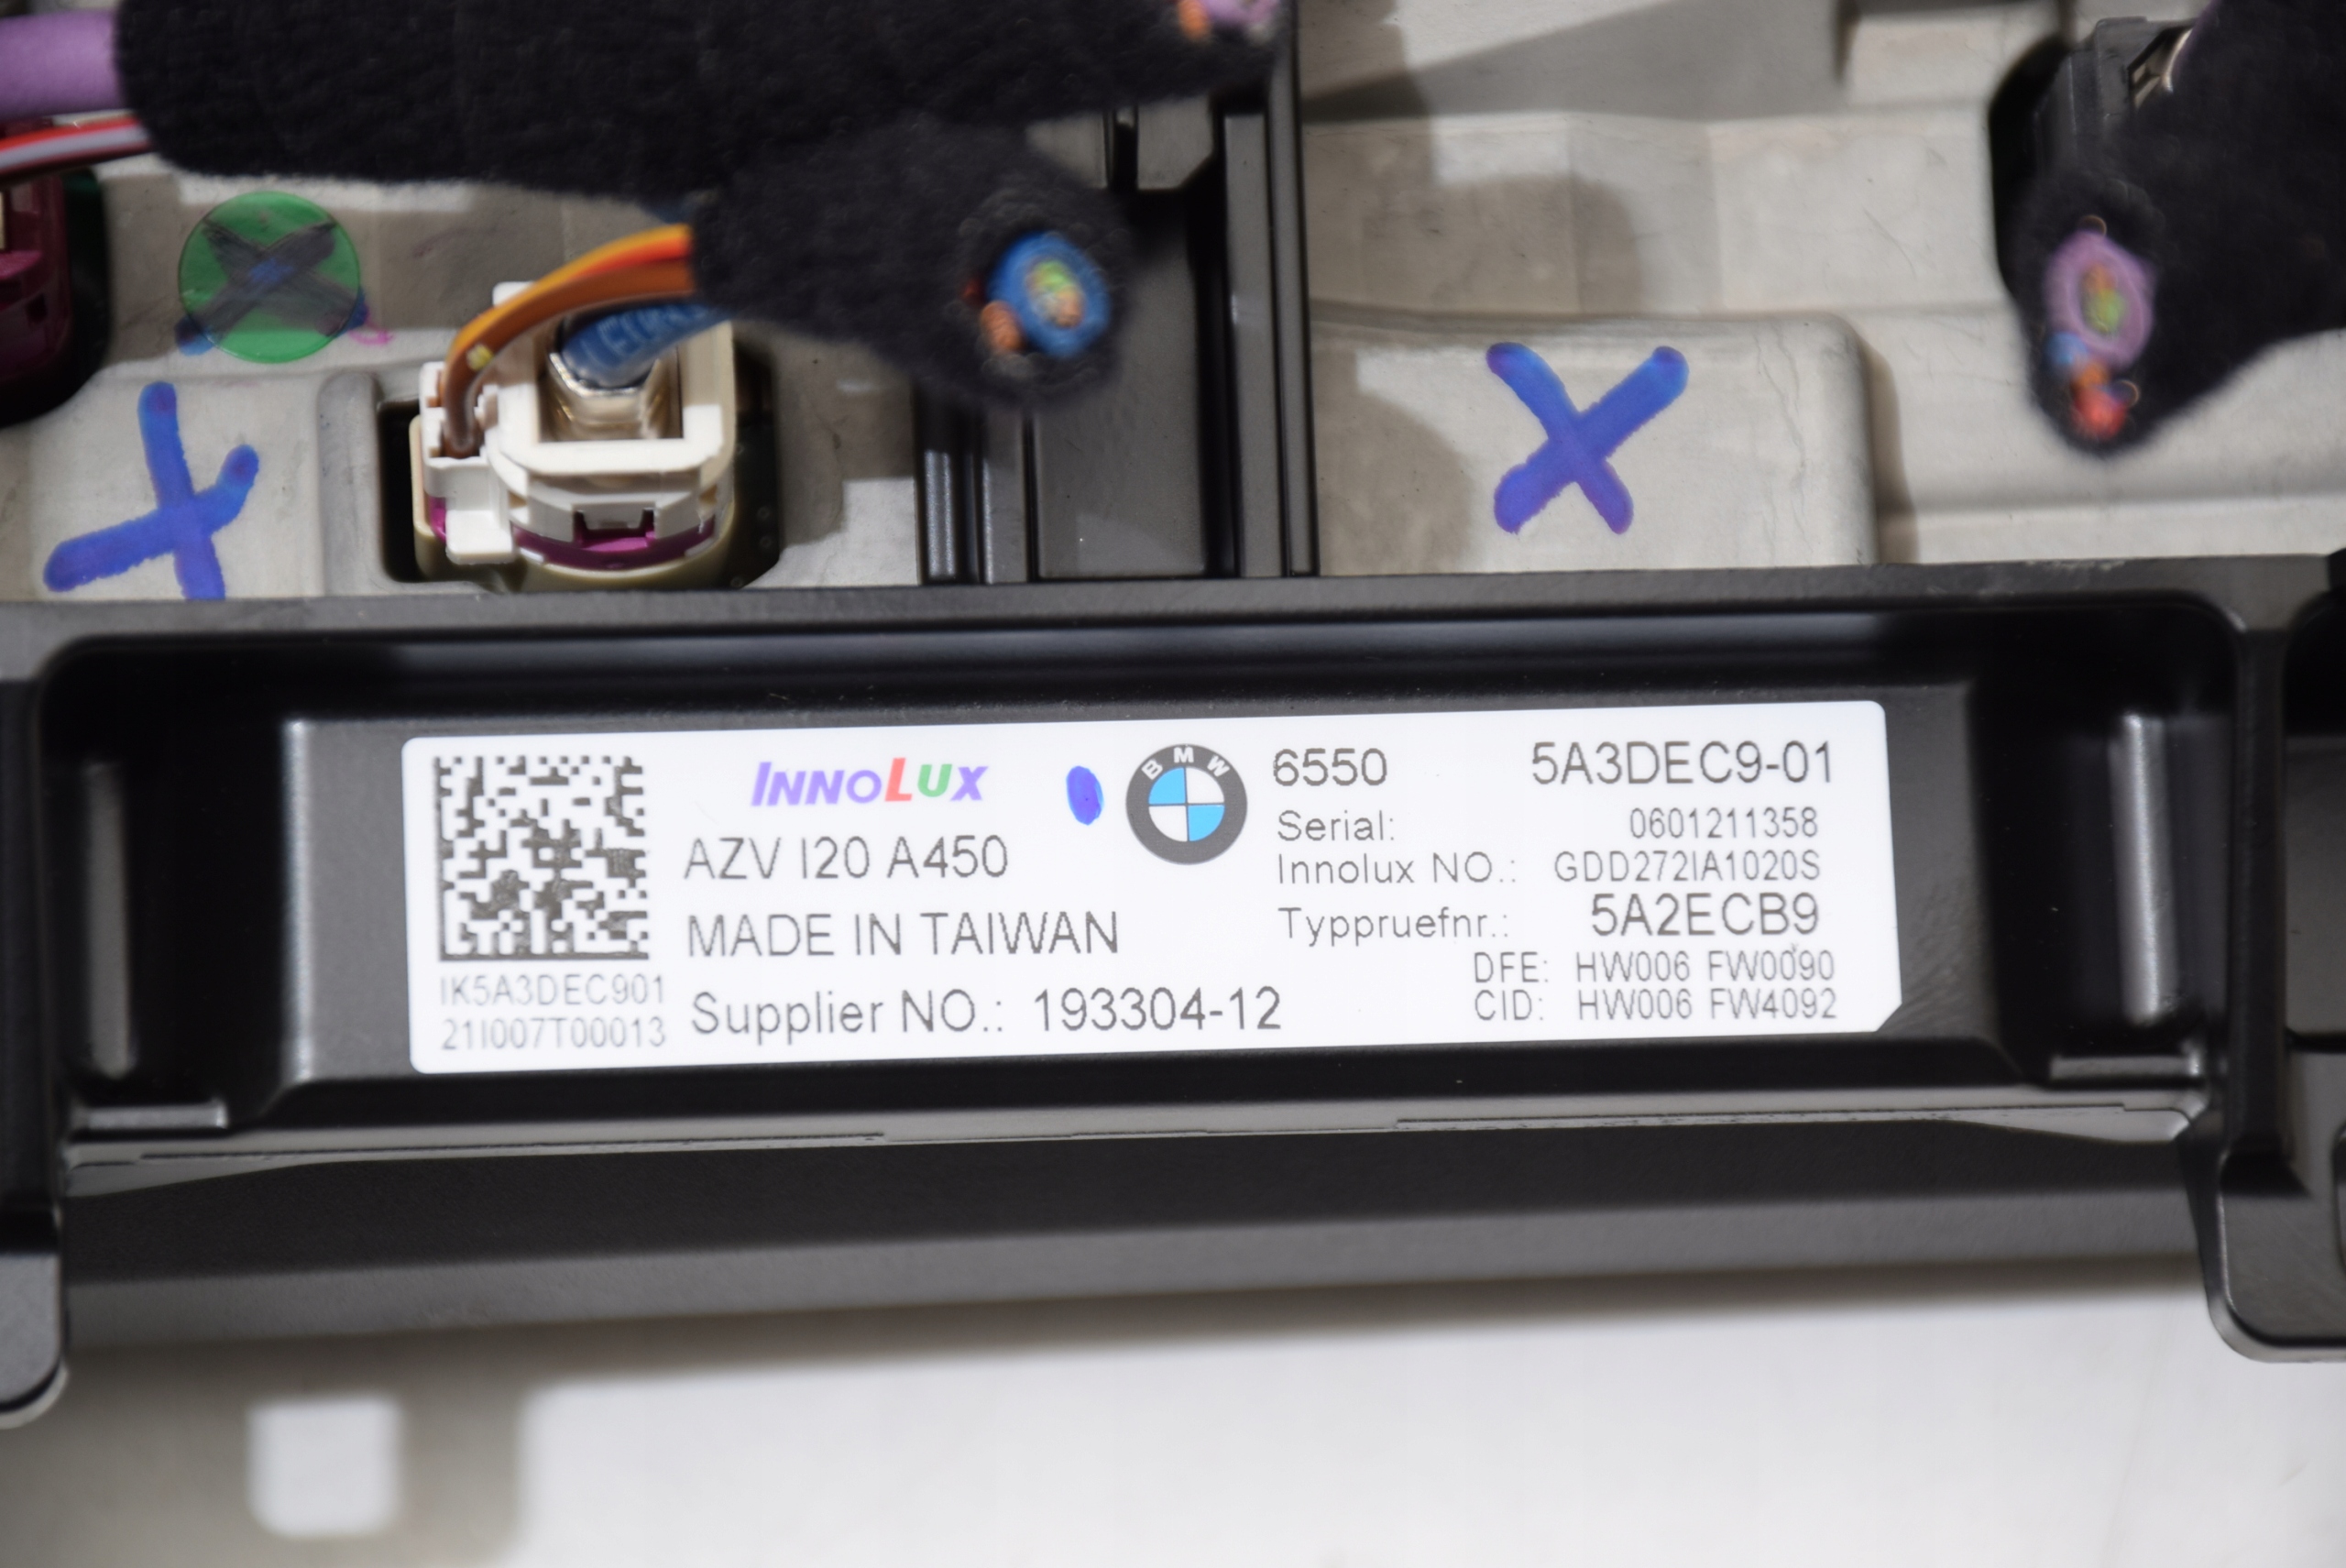 INNOLUX
AZV I20 A450
MADE IN TAIWAN
Supplier NO.: 193304-12
IK5A3DEC901
21I007T00013
BMW
6550 5A3DEC9-01
Serial: 0601211358
Innolux NO.: GDD272IA1020S
Typpruefnr.: 5A2ECB9
DFE: HW006 FW0090
CID: HW006 FW4092